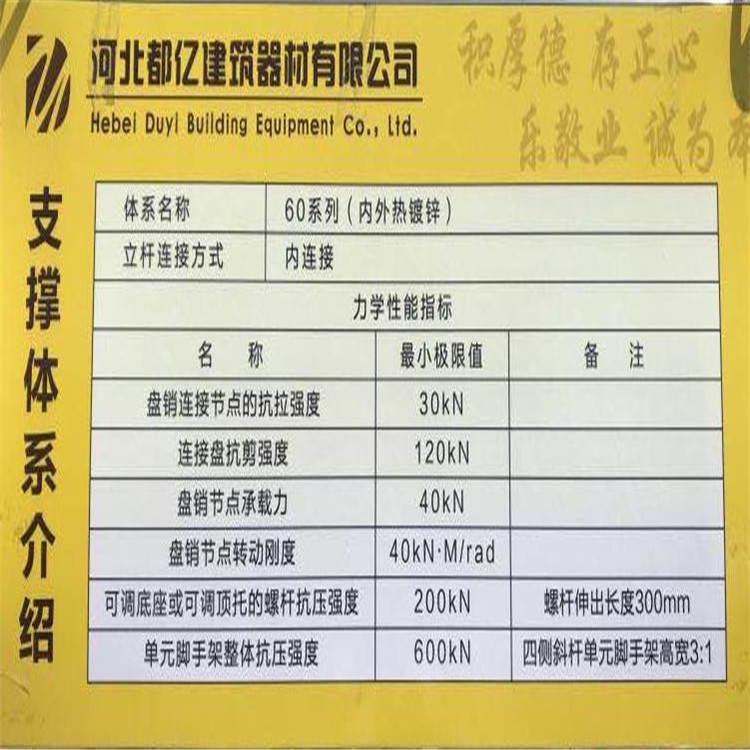 河北都亿建筑器材有限公司
Hebei Duyi Building Equipment Co., Ltd.
积厚德 存正心
乐敬业 诚为本
支撑体系介绍
体系名称 60系列（内外热镀锌）
立杆连接方式 内连接
力学性能指标
名 称 最小极限值 备 注
盘销连接节点的抗拉强度 30kN
连接盘抗剪强度 120kN
盘销节点承载力 40kN
盘销节点转动刚度 40kN·M/rad
可调底座或可调顶托的螺杆抗压强度 200kN 螺杆伸出长度300mm
单元脚手架整体抗压强度 600kN 四侧斜杆单元脚手架高宽3:1